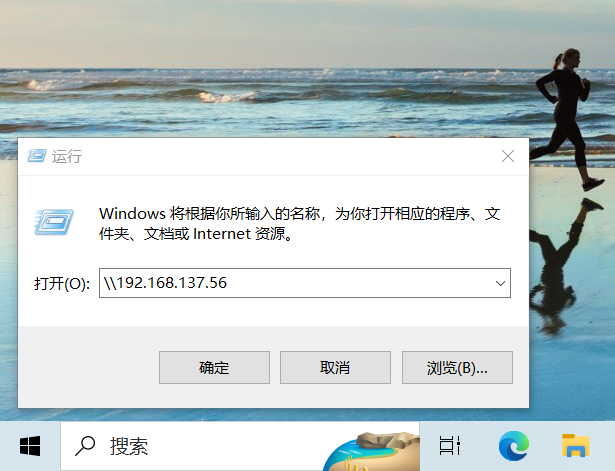 运行
Windows 将根据你所输入的名称，为你打开相应的程序、文
件夹、文档或 Internet 资源。
打开(O): \\192.168.137.56
确定 取消 浏览(B)...
搜索